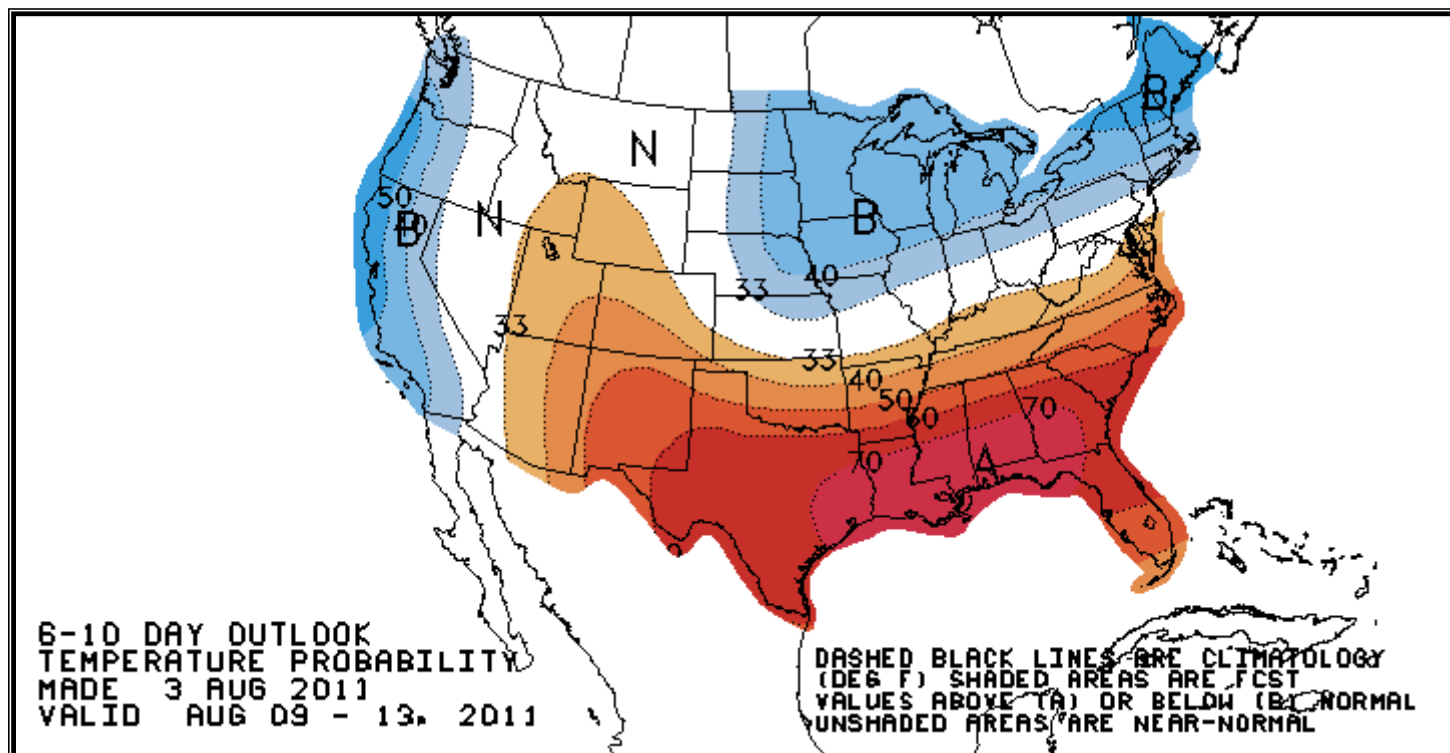 B
N
B
50
B
N
40
33
33
33
40
50
60
70
70
A
6-10 DAY OUTLOOK
TEMPERATURE PROBABILITY
MADE 3 AUG 2011
VALID AUG 09 - 13, 2011
DASHED BLACK LINES ARE CLIMATOLOGY
(DEG F) SHADED AREAS ARE FCST
VALUES ABOVE (A) OR BELOW (B) NORMAL
UNSHADED AREAS ARE NEAR-NORMAL